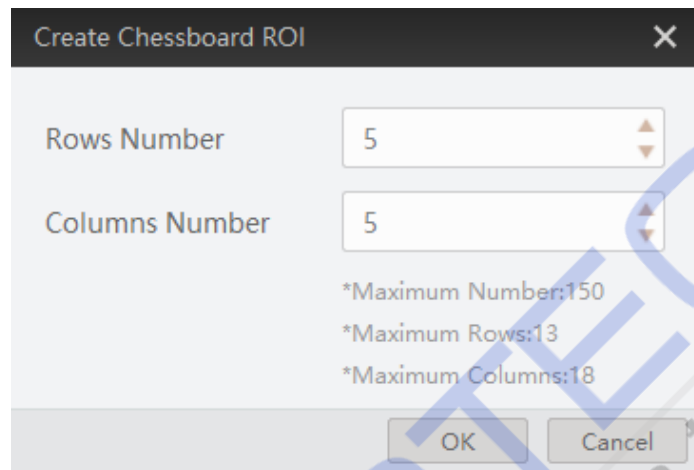 Create Chessboard ROI
Rows Number 5
Columns Number 5
*Maximum Number:150
*Maximum Rows:13
*Maximum Columns:18
OK Cancel